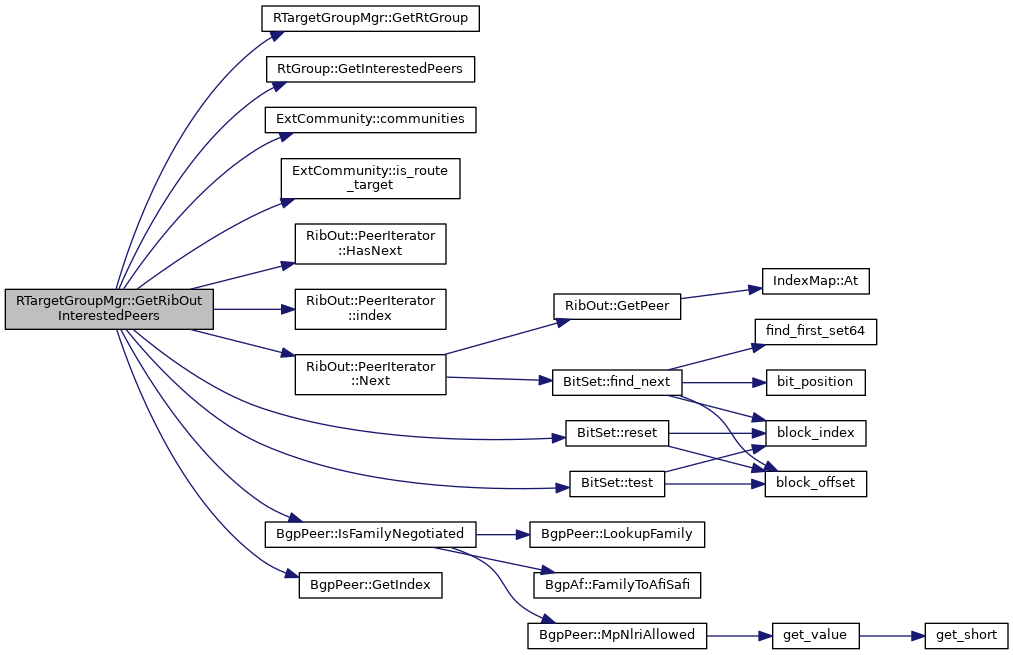 RTargetGroupMgr::GetRtGroup
RtGroup::GetInterestedPeers
ExtCommunity::communities
ExtCommunity::is_route
_target
RibOut::PeerIterator
::HasNext
RTargetGroupMgr::GetRibOut
InterestedPeers
RibOut::PeerIterator
::index
RibOut::PeerIterator
::Next
RibOut::GetPeer
IndexMap::At
find_first_set64
BitSet::find_next
bit_position
BitSet::reset
block_index
BitSet::test
block_offset
BgpPeer::IsFamilyNegotiated
BgpPeer::LookupFamily
BgpPeer::GetIndex
BgpAf::FamilyToAfiSafi
BgpPeer::MpNlriAllowed
get_value
get_short